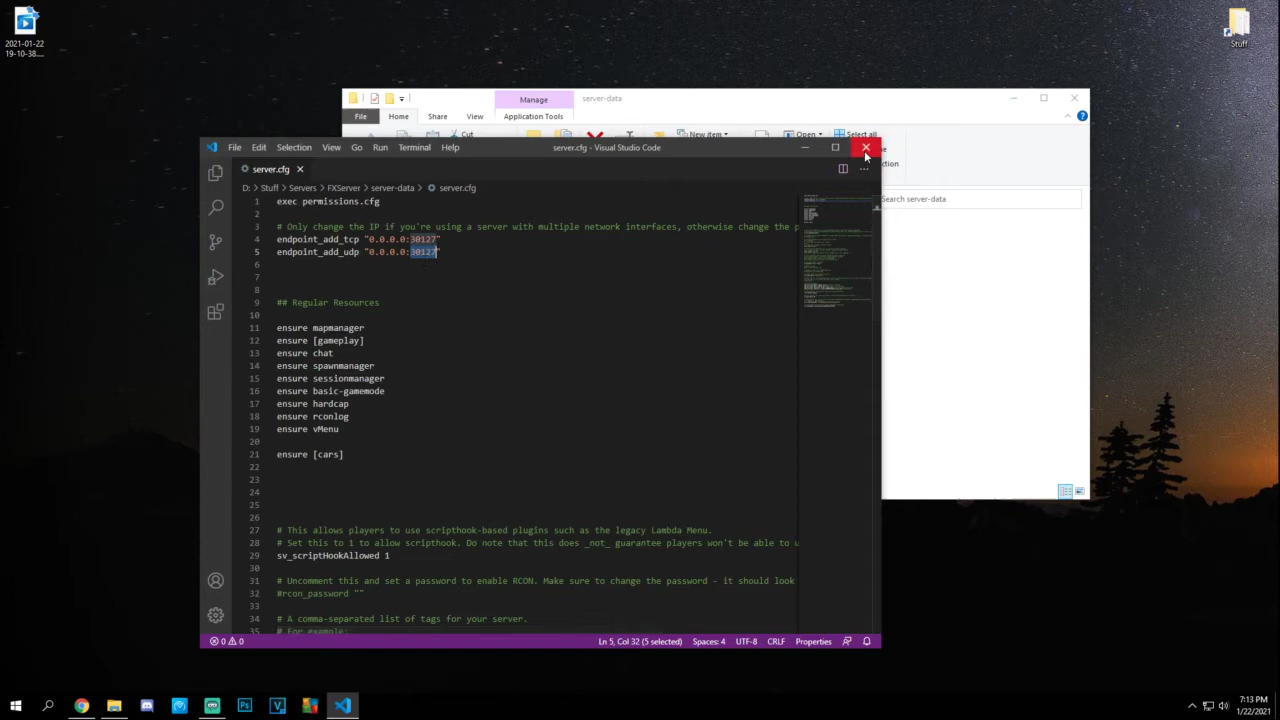 2021-01-22
19-10-38....
Stuff
Manage
server-data
File
Home
Share
View
Application Tools
Cut
New item
Open
Select all
Search server-data
File
Edit
Selection
View
Go
Run
Terminal
Help
server.cfg - Visual Studio Code
server.cfg
D: > Stuff > Servers > FXServer > server-data > server.cfg
1 exec permissions.cfg
2
3 # Only change the IP if you're using a server with multiple network interfaces, otherwise change the p
4 endpoint_add_tcp "0.0.0.0:30127"
5 endpoint_add_udp "0.0.0.0:30127"
6
7
8
9 ## Regular Resources
10
11 ensure mapmanager
12 ensure [gameplay]
13 ensure chat
14 ensure spawnmanager
15 ensure sessionmanager
16 ensure basic-gamemode
17 ensure hardcap
18 ensure rconlog
19 ensure vMenu
20
21 ensure [cars]
22
23
24
25
26
27 # This allows players to use scripthook-based plugins such as the legacy Lambda Menu.
28 # Set this to 1 to allow scripthook. Do note that this does _not_ guarantee players won't be able to u
29 sv_scriptHookAllowed 1
30
31 # Uncomment this and set a password to enable RCON. Make sure to change the password - it should look
32 #rcon_password ""
33
34 # A comma-separated list of tags for your server.
35 # For example:
0 0
Ln 5, Col 32 (5 selected)
Spaces: 4
UTF-8
CRLF
Properties
7:13 PM
1/22/2021